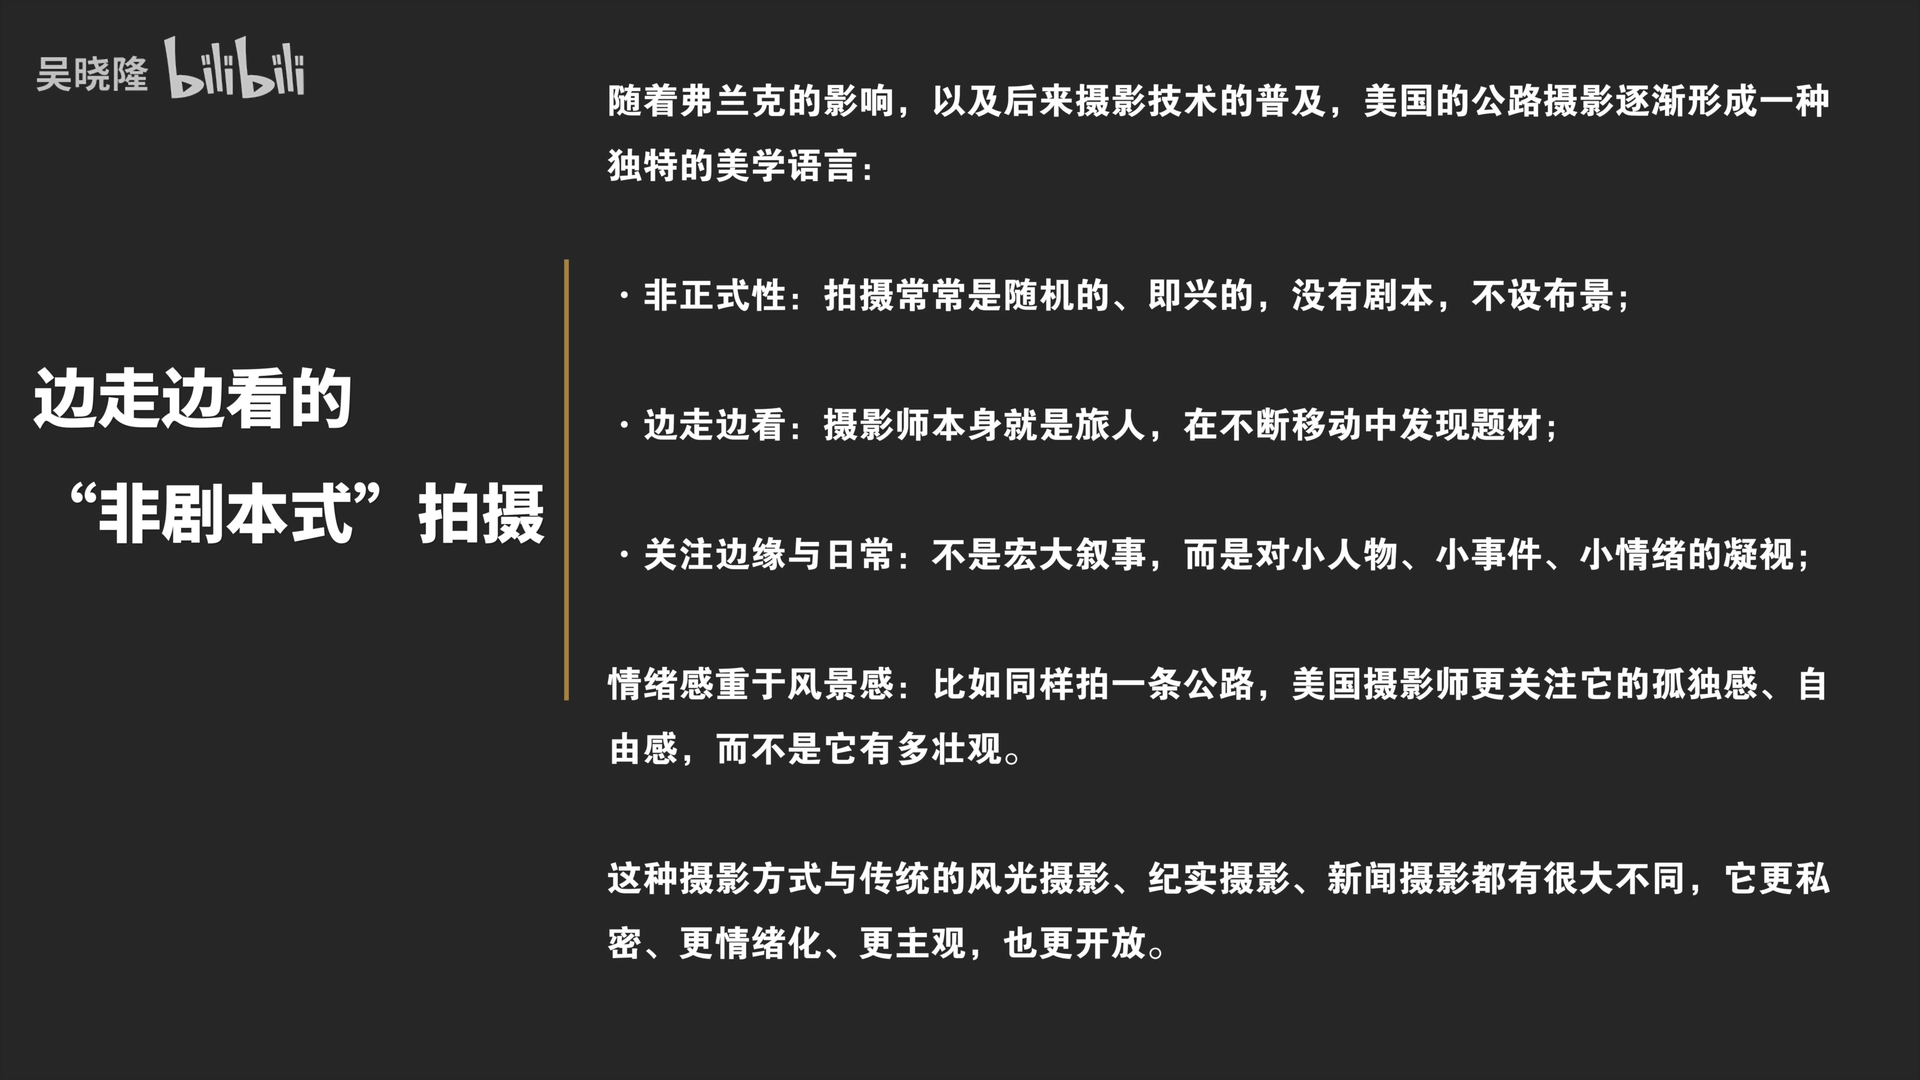 吴晓隆 bilibili
边走边看的
“非剧本式”拍摄
随着弗兰克的影响，以及后来摄影技术的普及，美国的公路摄影逐渐形成一种
独特的美学语言：
·非正式性：拍摄常常是随机的、即兴的，没有剧本，不设布景；
·边走边看：摄影师本身就是旅人，在不断移动中发现题材；
·关注边缘与日常：不是宏大叙事，而是对小人物、小事件、小情绪的凝视；
情绪感重于风景感：比如同样拍一条公路，美国摄影师更关注它的孤独感、自
由感，而不是它有多壮观。
这种摄影方式与传统的风光摄影、纪实摄影、新闻摄影都有很大不同，它更私
密、更情绪化、更主观，也更开放。